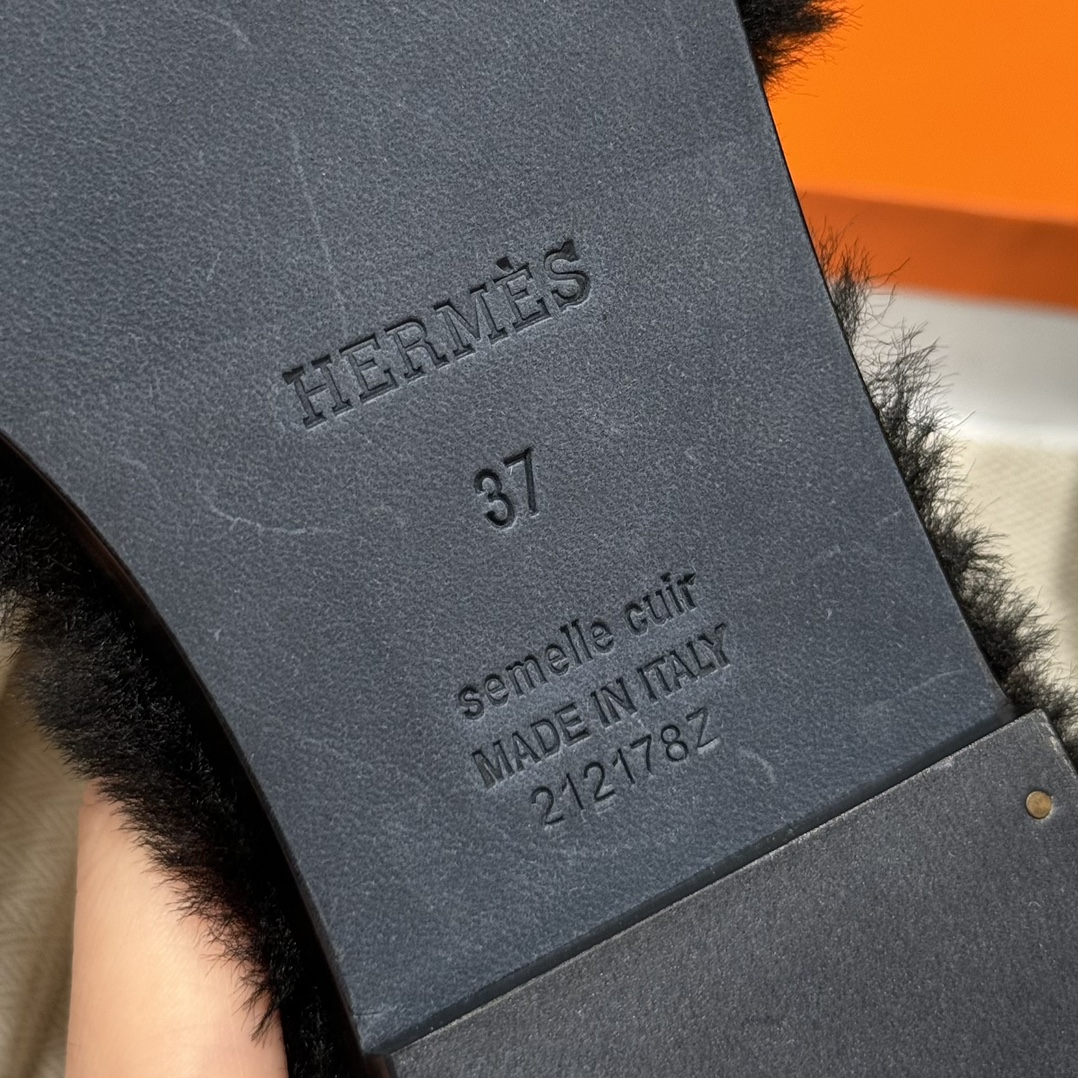 HERMÈS
37
semelle cuir
MADE IN ITALY
212178Z